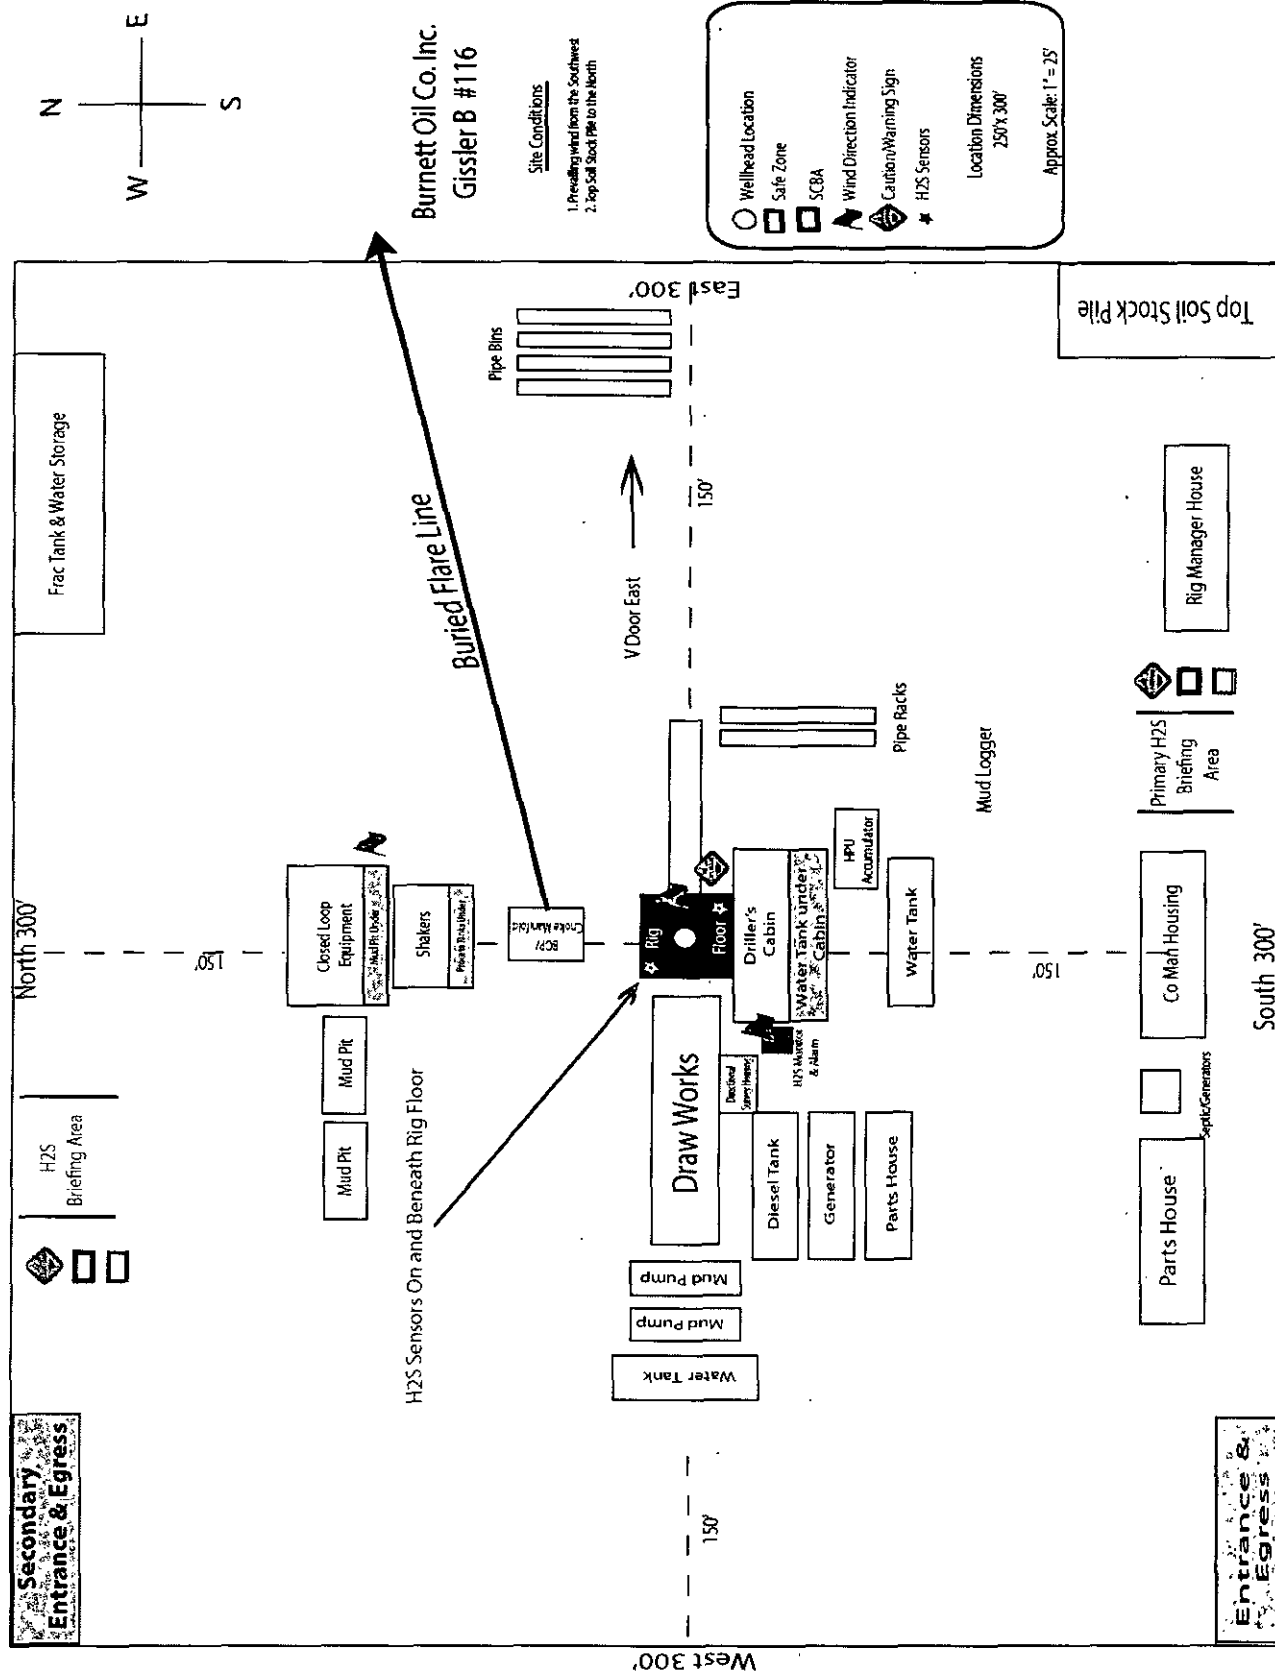 N
W
E
S
Burnett Oil Co. Inc.
Gissler B #116
Site Conditions
1. Prevailing wind from the Southwest
2. Top Soil Stock Pile to the North
Wellhead Location
Safe Zone
SCBA
Wind Direction Indicator
Caution/Warning Sign
H2S Sensors
Location Dimensions
250'x 300'
Approx. Scale: 1" = 25'
North 300'
Secondary
Entrance & Egress
H2S
Briefing Area
Frac Tank & Water Storage
150'
Closed Loop
Equipment
Mud Pit Under
Mud Pit
Mud Pit
Shakers
Buried Flare Line
Choke Manifold
H2S Sensors On and Beneath Rig Floor
Pipe Bins
V Door East
East 300'
150'
Rig
Floor
Draw Works
Mud Pump
Mud Pump
Water Tank
150'
West 300'
Driller's
Cabin
Water Tank under
Cabin
H2S Monitor
& Alarm
Directional
Diesel Tank
Generator
Parts House
HPU
Accumulator
Water Tank
Pipe Racks
Mud Logger
150'
Entrance &
Egress
Parts House
Septic/Generators
Co Man Housing
Primary H2S
Briefing
Area
Rig Manager House
Top Soil Stock Pile
South 300'